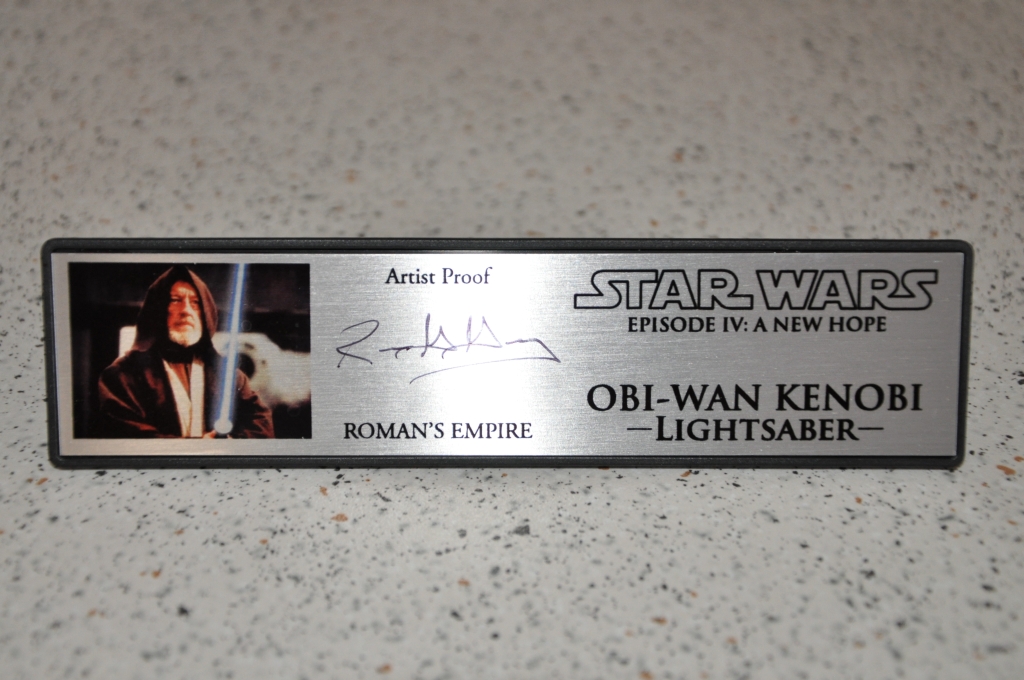 Artist Proof
ROMAN'S EMPIRE
STAR WARS
EPISODE IV: A NEW HOPE
OBI-WAN KENOBI
–LIGHTSABER–